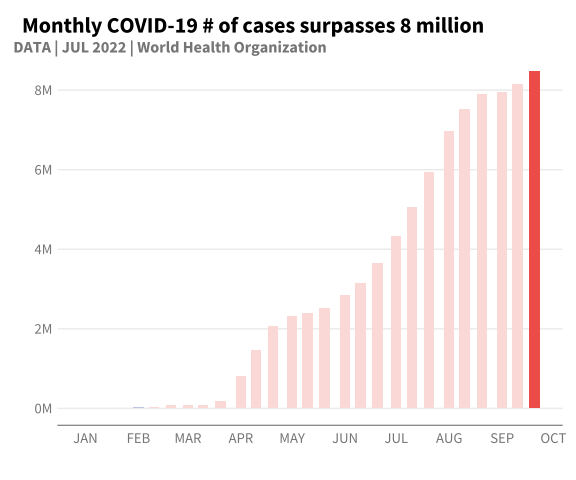 Monthly COVID-19 # of cases surpasses 8 million
DATA | JUL 2022 | World Health Organization
8M
6M
4M
2M
0M
JAN FEB MAR APR MAY JUN JUL AUG SEP OCT